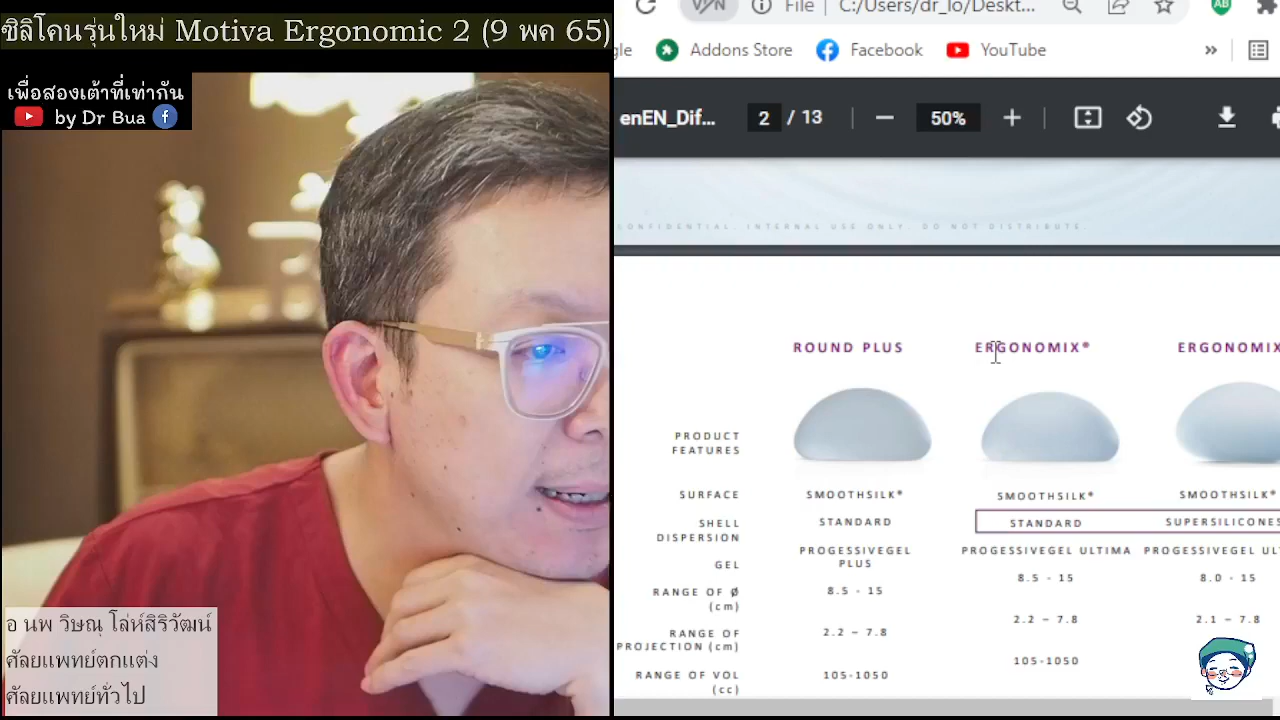 ซิลิโคนรุ่นใหม่ Motiva Ergonomic 2 (9 พค 65)
เพื่อสองเต้าที่เท่ากัน
by Dr Bua
อ นพ วิษณุ โล่ห์สิริวัฒน์
ศัลยแพทย์ตกแต่ง
ศัลยแพทย์ทั่วไป
File C:/Users/dr_lo/Deskt...
gle Addons Store Facebook YouTube »
enEN_Dif... 2 / 13 50%
CONFIDENTIAL. INTERNAL USE ONLY. DO NOT DISTRIBUTE.
ROUND PLUS ERGONOMIX® ERGONOMIX
PRODUCT FEATURES
SURFACE SMOOTHSILK® SMOOTHSILK® SMOOTHSILK®
SHELL DISPERSION STANDARD STANDARD SUPERSILICONES
GEL PROGESSIVEGEL PLUS PROGESSIVEGEL ULTIMA PROGESSIVEGEL UL
RANGE OF Ø (cm) 8.5 - 15 8.5 - 15 8.0 - 15
RANGE OF PROJECTION (cm) 2.2 – 7.8 2.2 – 7.8 2.1 – 7.8
RANGE OF VOL (cc) 105-1050 105-1050